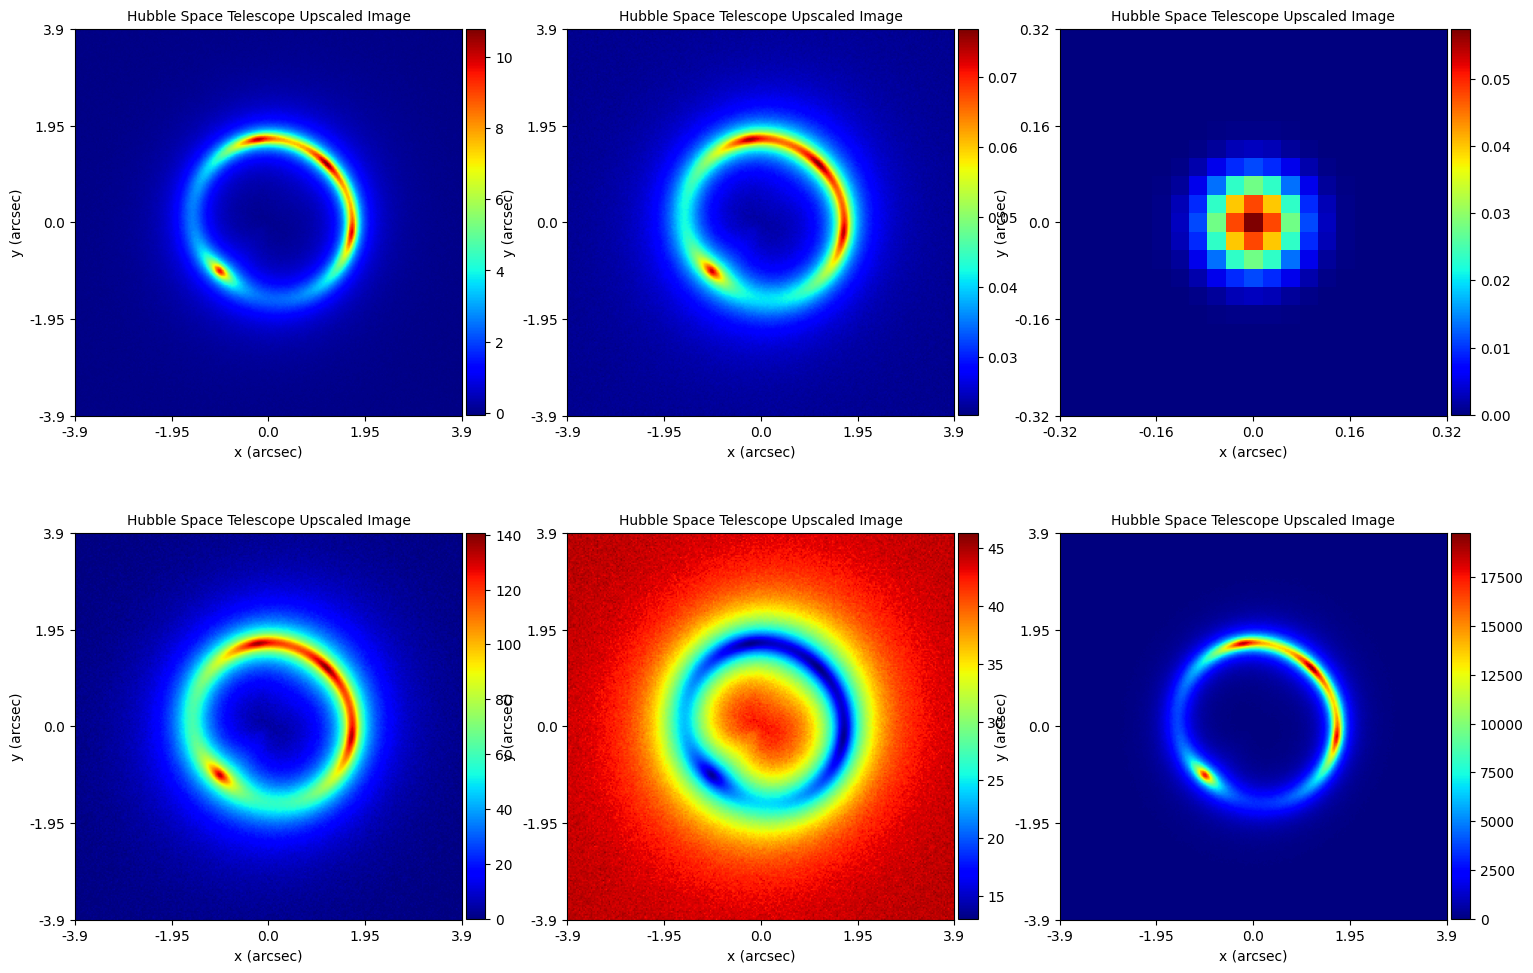 Hubble Space Telescope Upscaled Image
3.9
1.95
0.0
-1.95
-3.9
y (arcsec)
-3.9 -1.95 0.0 1.95 3.9
x (arcsec)
10
8
6
4
2
0
Hubble Space Telescope Upscaled Image
3.9
1.95
0.0
-1.95
-3.9
y (arcsec)
-3.9 -1.95 0.0 1.95 3.9
x (arcsec)
0.07
0.06
0.05
0.04
0.03
Hubble Space Telescope Upscaled Image
0.32
0.16
0.0
-0.16
-0.32
y (arcsec)
-0.32 -0.16 0.0 0.16 0.32
x (arcsec)
0.05
0.04
0.03
0.02
0.01
0.00
Hubble Space Telescope Upscaled Image
3.9
1.95
0.0
-1.95
-3.9
y (arcsec)
-3.9 -1.95 0.0 1.95 3.9
x (arcsec)
140
120
100
80
60
40
20
0
Hubble Space Telescope Upscaled Image
3.9
1.95
0.0
-1.95
-3.9
y (arcsec)
-3.9 -1.95 0.0 1.95 3.9
x (arcsec)
45
40
35
30
25
20
15
Hubble Space Telescope Upscaled Image
3.9
1.95
0.0
-1.95
-3.9
y (arcsec)
-3.9 -1.95 0.0 1.95 3.9
x (arcsec)
17500
15000
12500
10000
7500
5000
2500
0